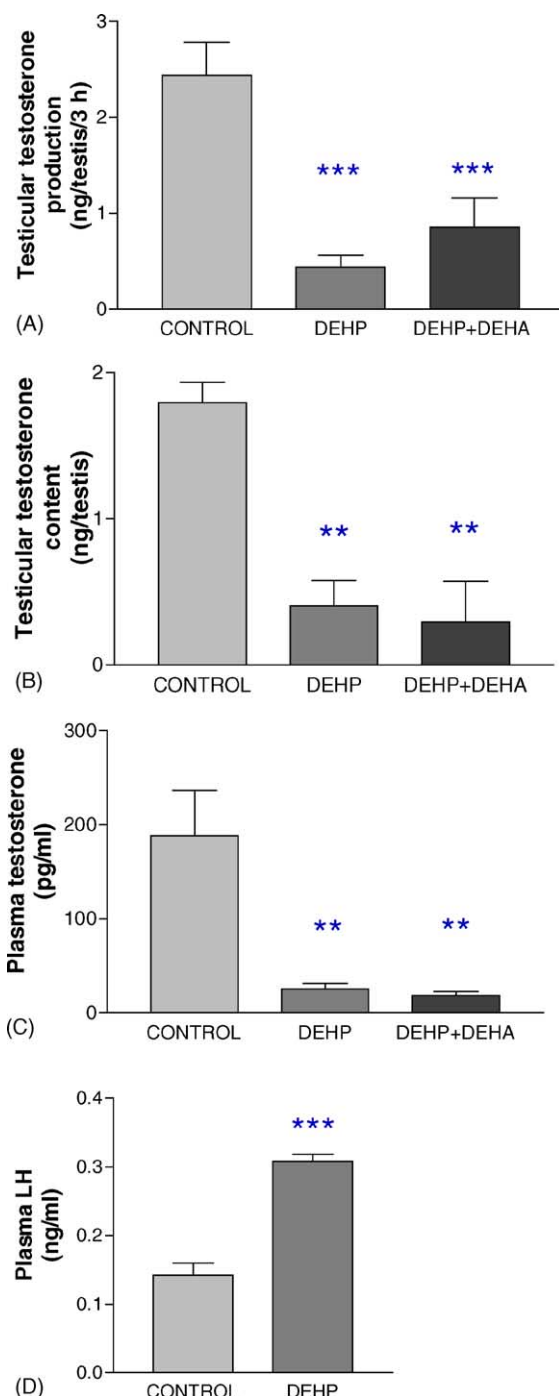 Testicular testosterone
production
(ng/testis/3 h)
3
2
1
0
***
***
CONTROL
DEHP
DEHP+DEHA
(A)
Testicular testosterone
content
(ng/testis)
2
1
0
**
**
CONTROL
DEHP
DEHP+DEHA
(B)
Plasma testosterone
(pg/ml)
300
200
100
0
**
**
CONTROL
DEHP
DEHP+DEHA
(C)
Plasma LH
(ng/ml)
0.4
0.3
0.2
0.1
0.0
***
CONTROL
DEHP
(D)